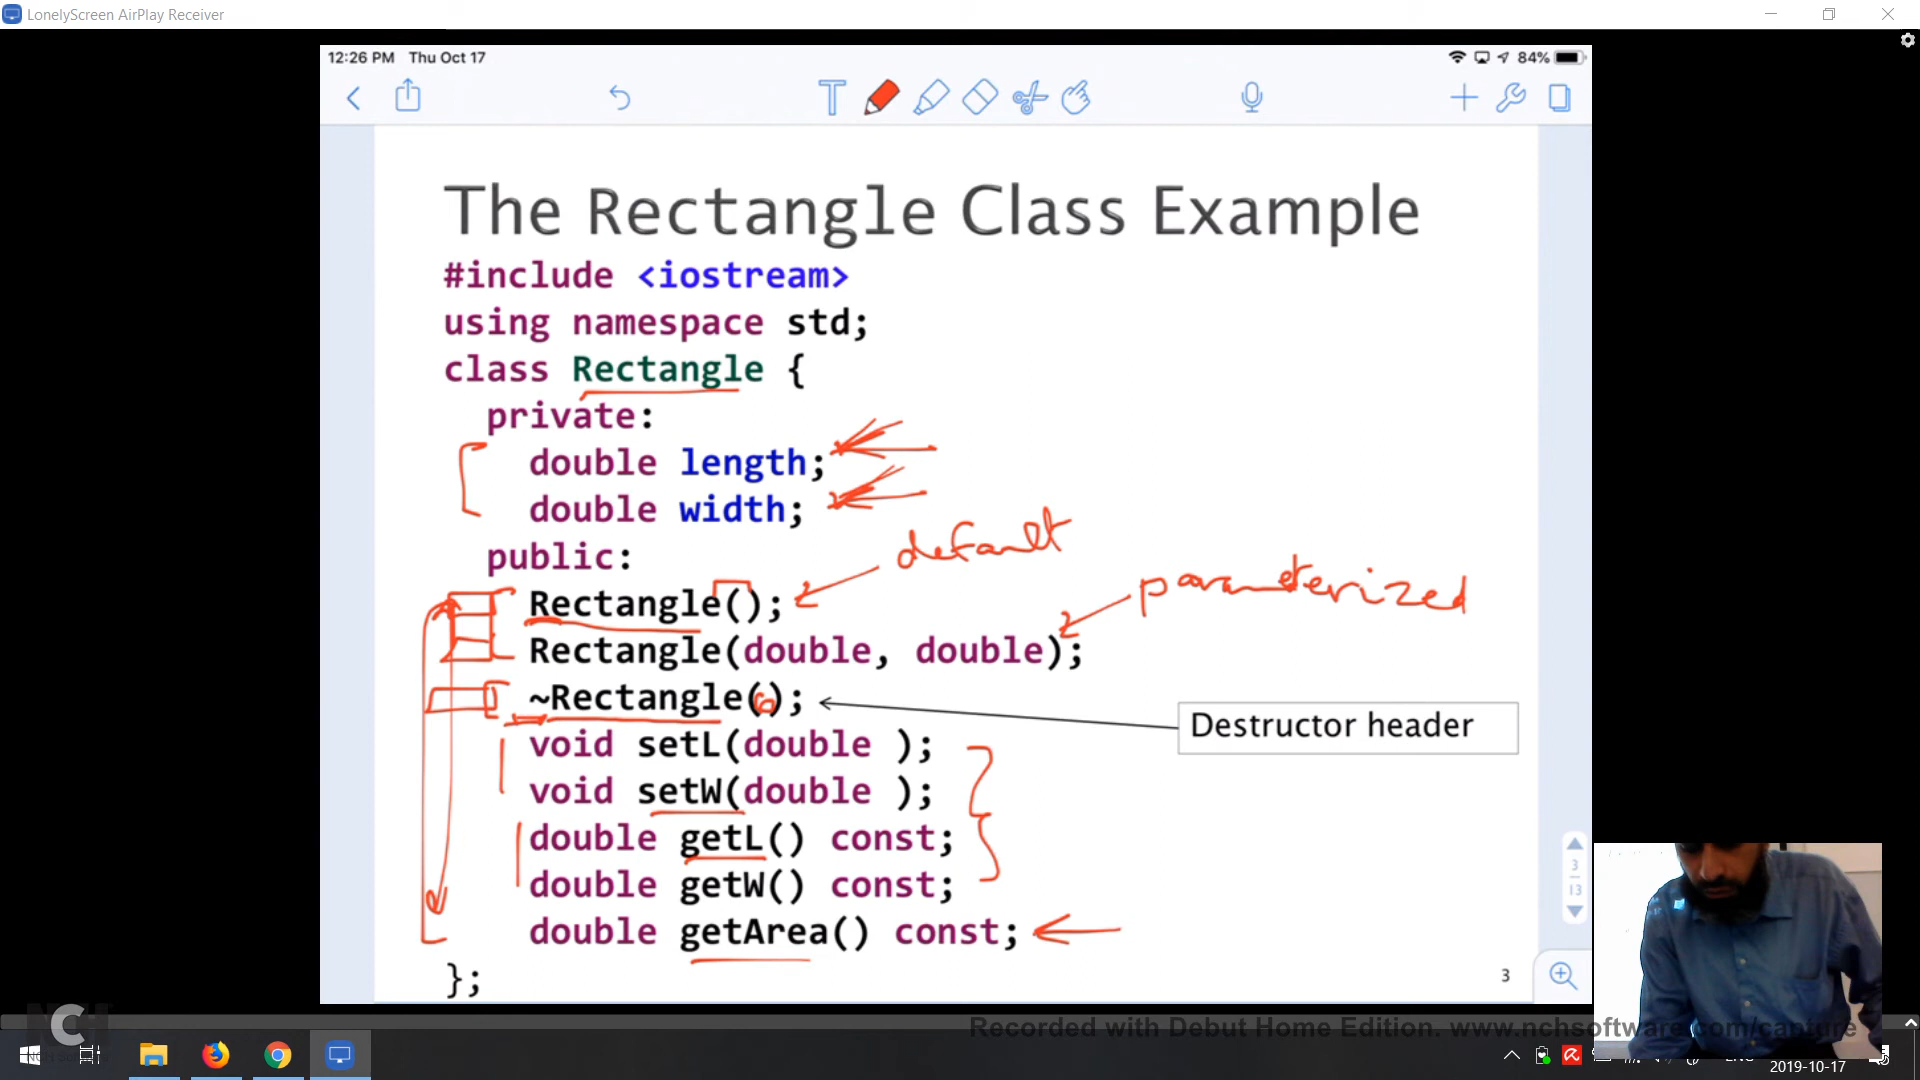 LonelyScreen AirPlay Receiver
12:26 PM Thu Oct 17
84%
The Rectangle Class Example
#include <iostream>
using namespace std;
class Rectangle {
private:
double length;
double width;
default
public:
parameterized
Rectangle();
Rectangle(double, double);
~Rectangle();
Destructor header
void setL(double );
void setW(double );
double getL() const;
double getW() const;
double getArea() const;
};
3
13
3
Recorded with Debut Home Edition. www.nchsoftware.com/capture
2019-10-17